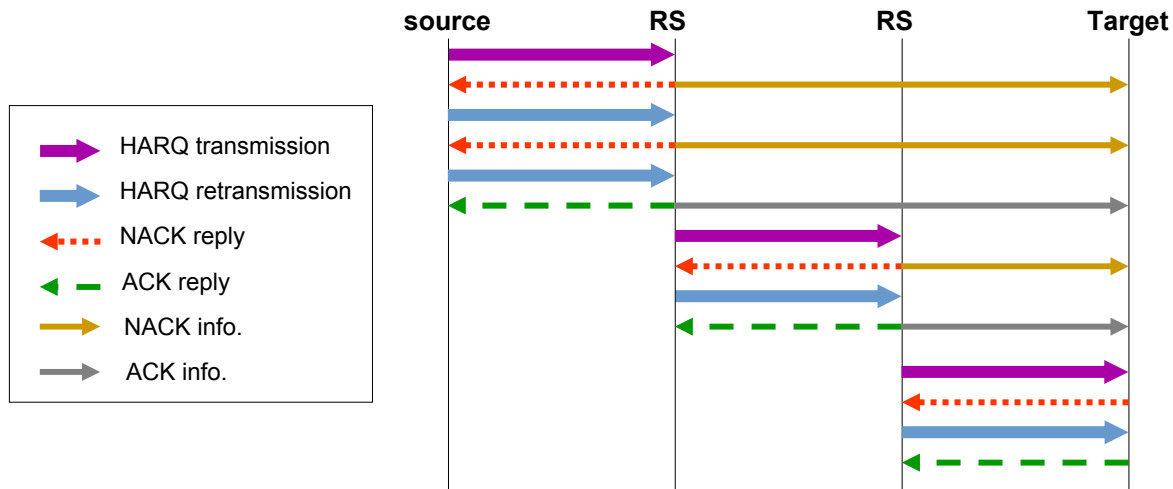 source RS RS Target
HARQ transmission
HARQ retransmission
NACK reply
ACK reply
NACK info.
ACK info.